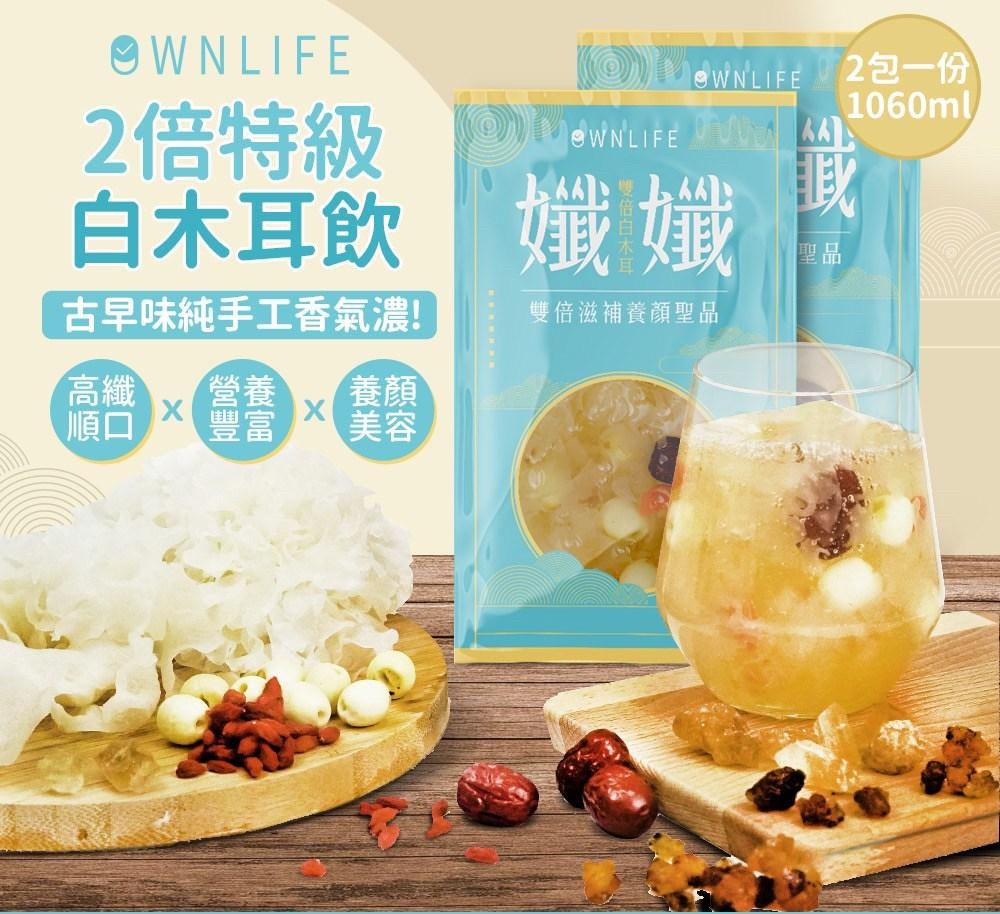 OWNLIFE
2倍特級
白木耳飲
古早味純手工香氣濃!
高纖
順口
x
營養
豐富
x
養顏
美容
2包一份
1060ml
OWNLIFE
孅
聖品
OWNLIFE
孅孅
雙倍白木耳
雙倍滋補養顏聖品